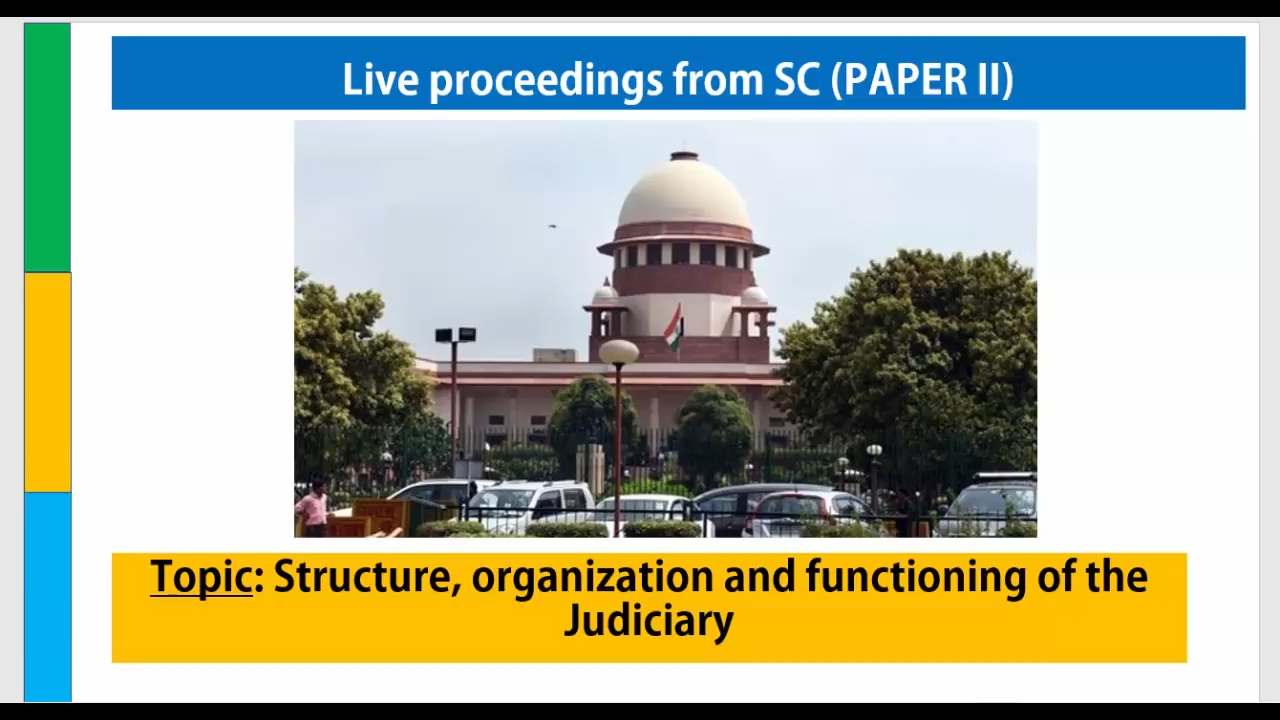 Live proceedings from SC (PAPER II)
Topic: Structure, organization and functioning of the
Judiciary